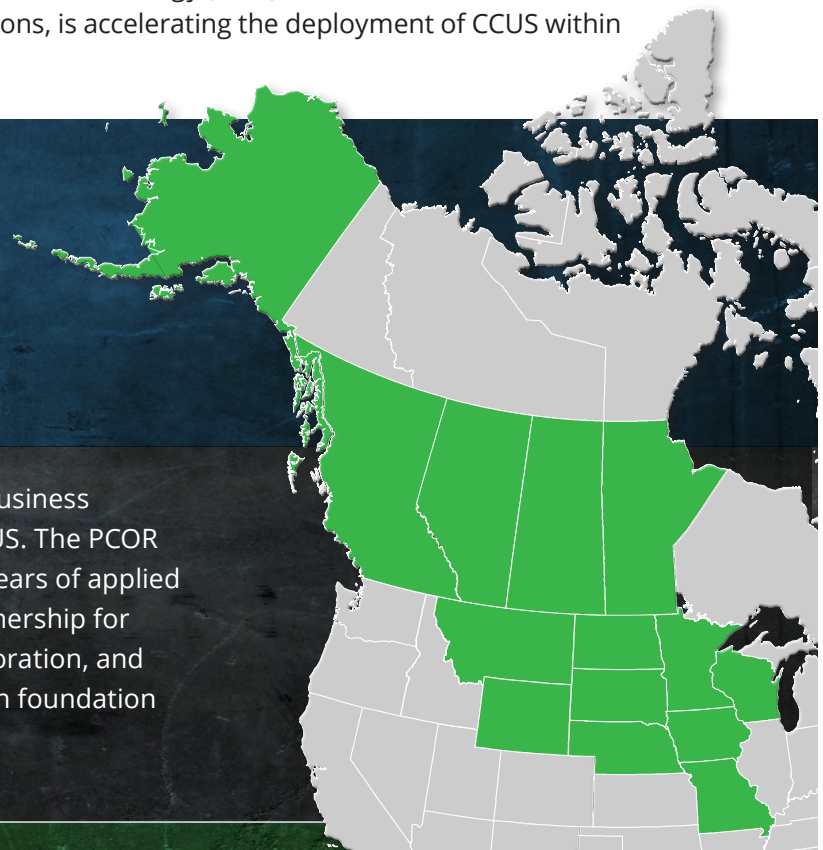 ons, is accelerating the deployment of CCUS within
usiness
JS. The PCOR
ears of applied
nership for
oration, and
n foundation